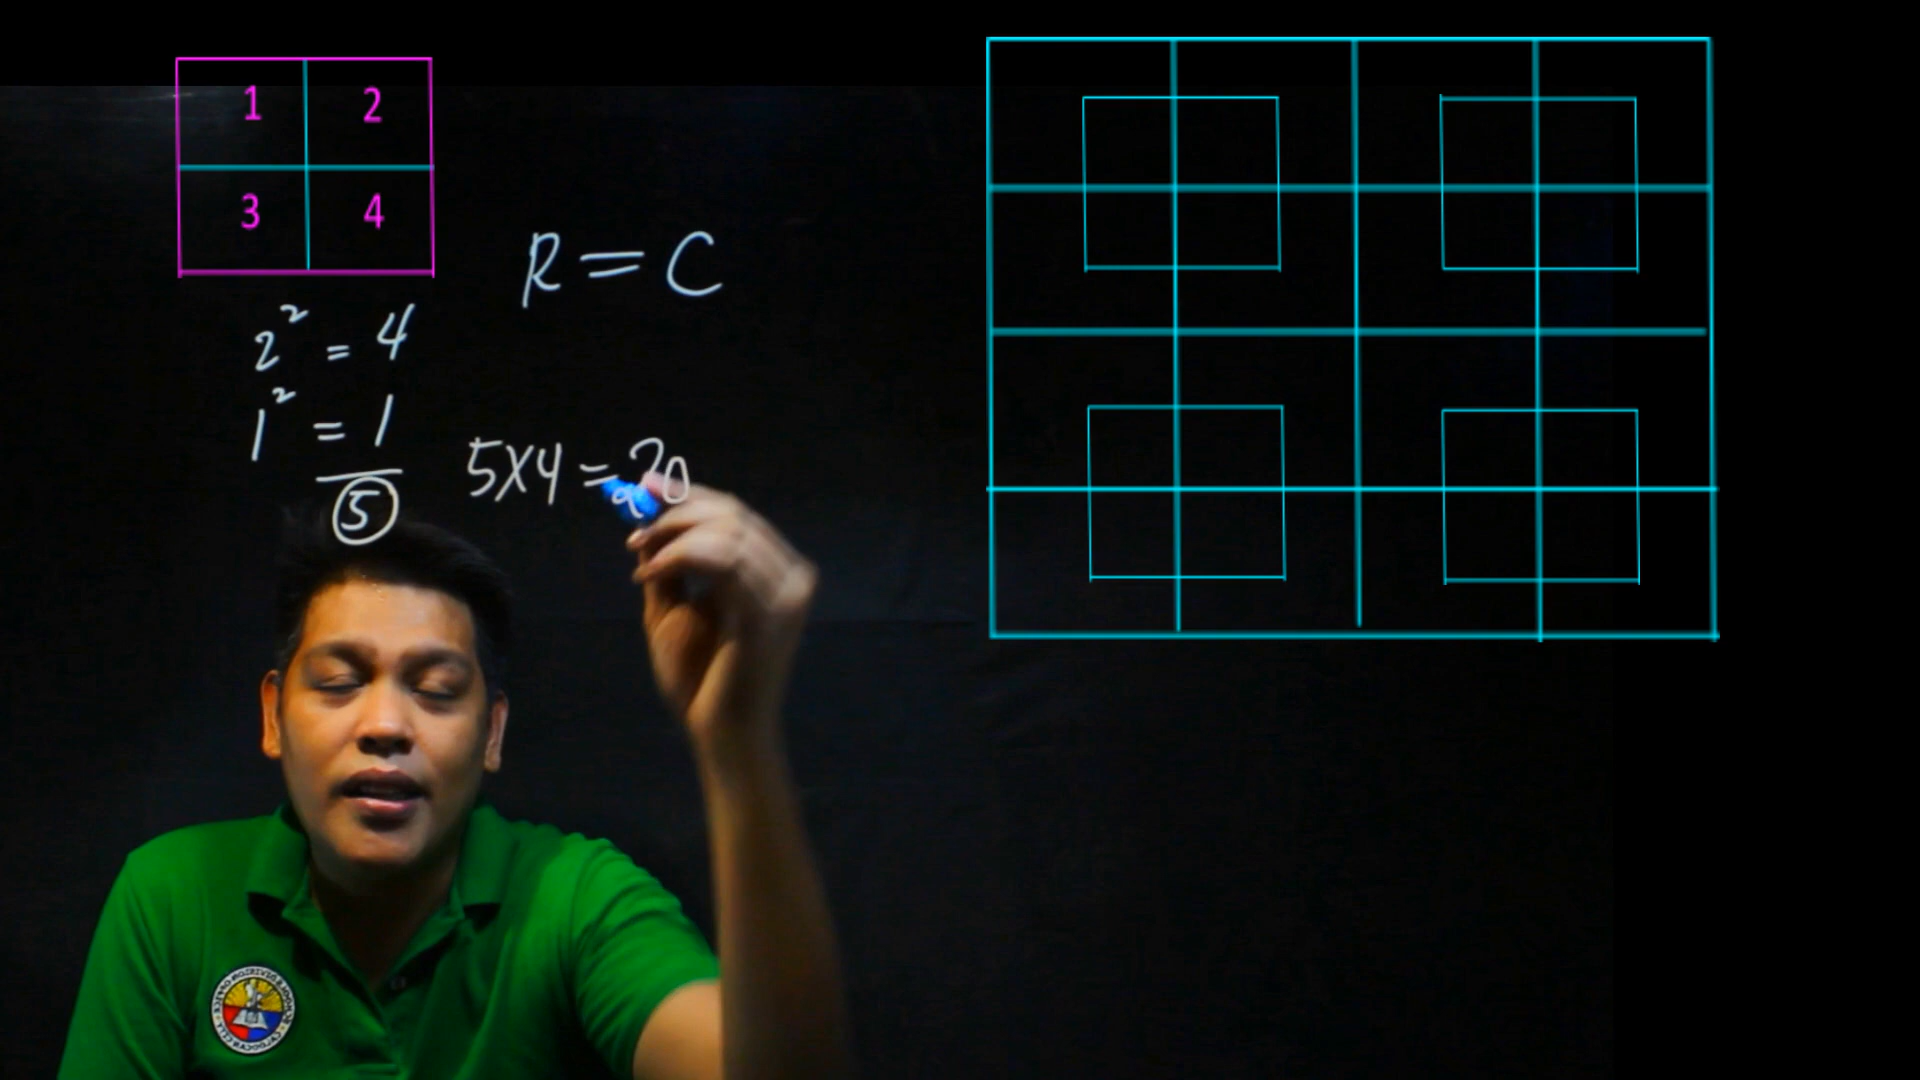 1 2
3 4
R = C
2² = 4
1² = 1
5
5X4 = 20